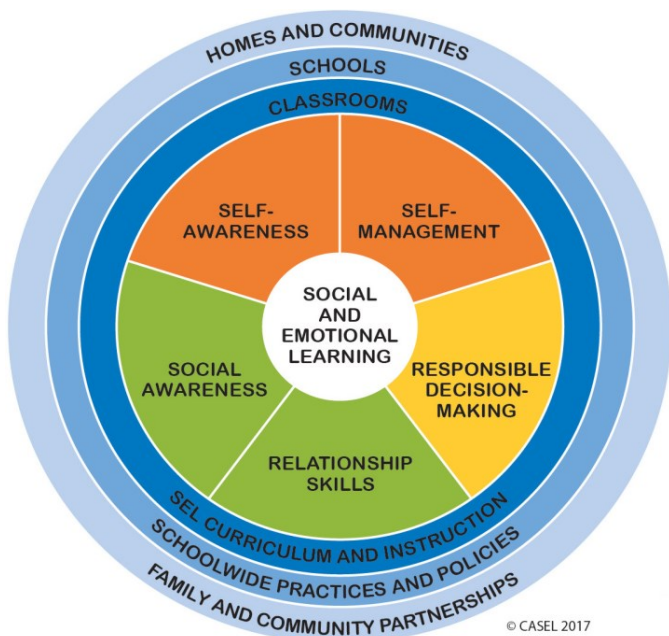 HOMES AND COMMUNITIES
SCHOOLS
CLASSROOMS
SELF-
AWARENESS
SELF-
MANAGEMENT
SOCIAL
AND
EMOTIONAL
LEARNING
SOCIAL
AWARENESS
RESPONSIBLE
DECISION-
MAKING
RELATIONSHIP
SKILLS
SEL CURRICULUM AND INSTRUCTION
SCHOOLWIDE PRACTICES AND POLICIES
FAMILY AND COMMUNITY PARTNERSHIPS
© CASEL 2017